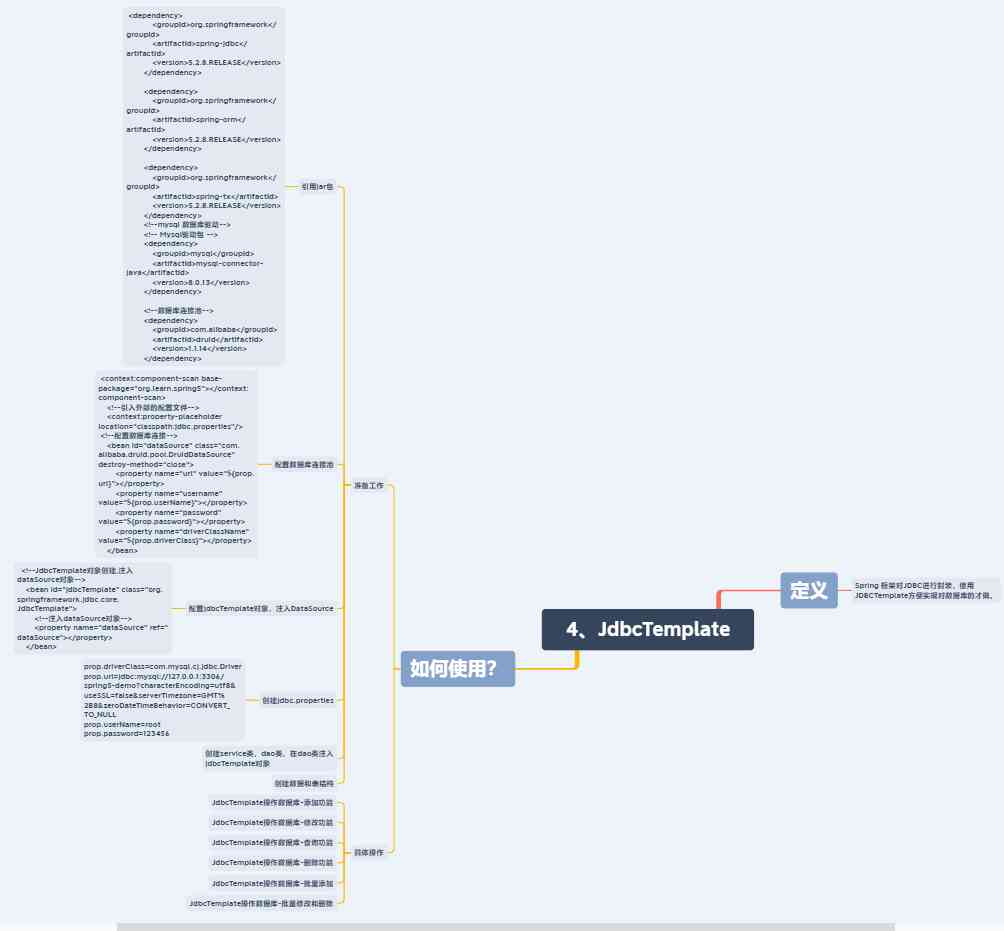 4、JdbcTemplate
定义
Spring 框架对JDBC进行封装，使用
JDBCTemplate方便实现对数据库的才做。
如何使用？
准备工作
引用jar包
<dependency>
<groupId>org.springframework</
groupId>
<artifactId>spring-jdbc</
artifactId>
<version>5.2.8.RELEASE</version>
</dependency>
<dependency>
<groupId>org.springframework</
groupId>
<artifactId>spring-orm</
artifactId>
<version>5.2.8.RELEASE</version>
</dependency>
<dependency>
<groupId>org.springframework</
groupId>
<artifactId>spring-tx</artifactId>
<version>5.2.8.RELEASE</version>
</dependency>
<!--mysql 数据库驱动-->
<!-- Mysql驱动包 -->
<dependency>
<groupId>mysql</groupId>
<artifactId>mysql-connector-
java</artifactId>
<version>8.0.13</version>
</dependency>
<!--数据库连接池-->
<dependency>
<groupId>com.alibaba</groupId>
<artifactId>druid</artifactId>
<version>1.1.14</version>
</dependency>
配置数据库连接池
<context:component-scan base-
package="org.learn.spring5"></context:
component-scan>
<!--引入外部的配置文件-->
<context:property-placeholder
location="classpath:jdbc.properties"/>
<!--配置数据库连接-->
<bean id="dataSource" class="com.
alibaba.druid.pool.DruidDataSource"
destroy-method="close">
<property name="url" value="${prop.
url}"></property>
<property name="username"
value="${prop.userName}"></property>
<property name="password"
value="${prop.password}"></property>
<property name="driverClassName"
value="${prop.driverClass}"></property>
</bean>
配置jdbcTemplate对象，注入DataSource
<!--JdbcTemplate对象创建,注入
dataSource对象-->
<bean id="jdbcTemplate" class="org.
springframework.jdbc.core.
JdbcTemplate">
<!--注入dataSource对象-->
<property name="dataSource" ref="
dataSource"></property>
</bean>
创建jdbc.properties
prop.driverClass=com.mysql.cj.jdbc.Driver
prop.url=jdbc:mysql://127.0.0.1:3306/
spring5-demo?characterEncoding=utf8&
useSSL=false&serverTimezone=GMT%
2B8&zeroDateTimeBehavior=CONVERT_
TO_NULL
prop.userName=root
prop.password=123456
创建service类、dao类，在dao类注入
jdbcTemplate对象
创建数据和表结构
具体操作
JdbcTemplate操作数据库-添加功能
JdbcTemplate操作数据库-修改功能
JdbcTemplate操作数据库-查询功能
JdbcTemplate操作数据库-删除功能
JdbcTemplate操作数据库-批量添加
JdbcTemplate操作数据库-批量修改和删除